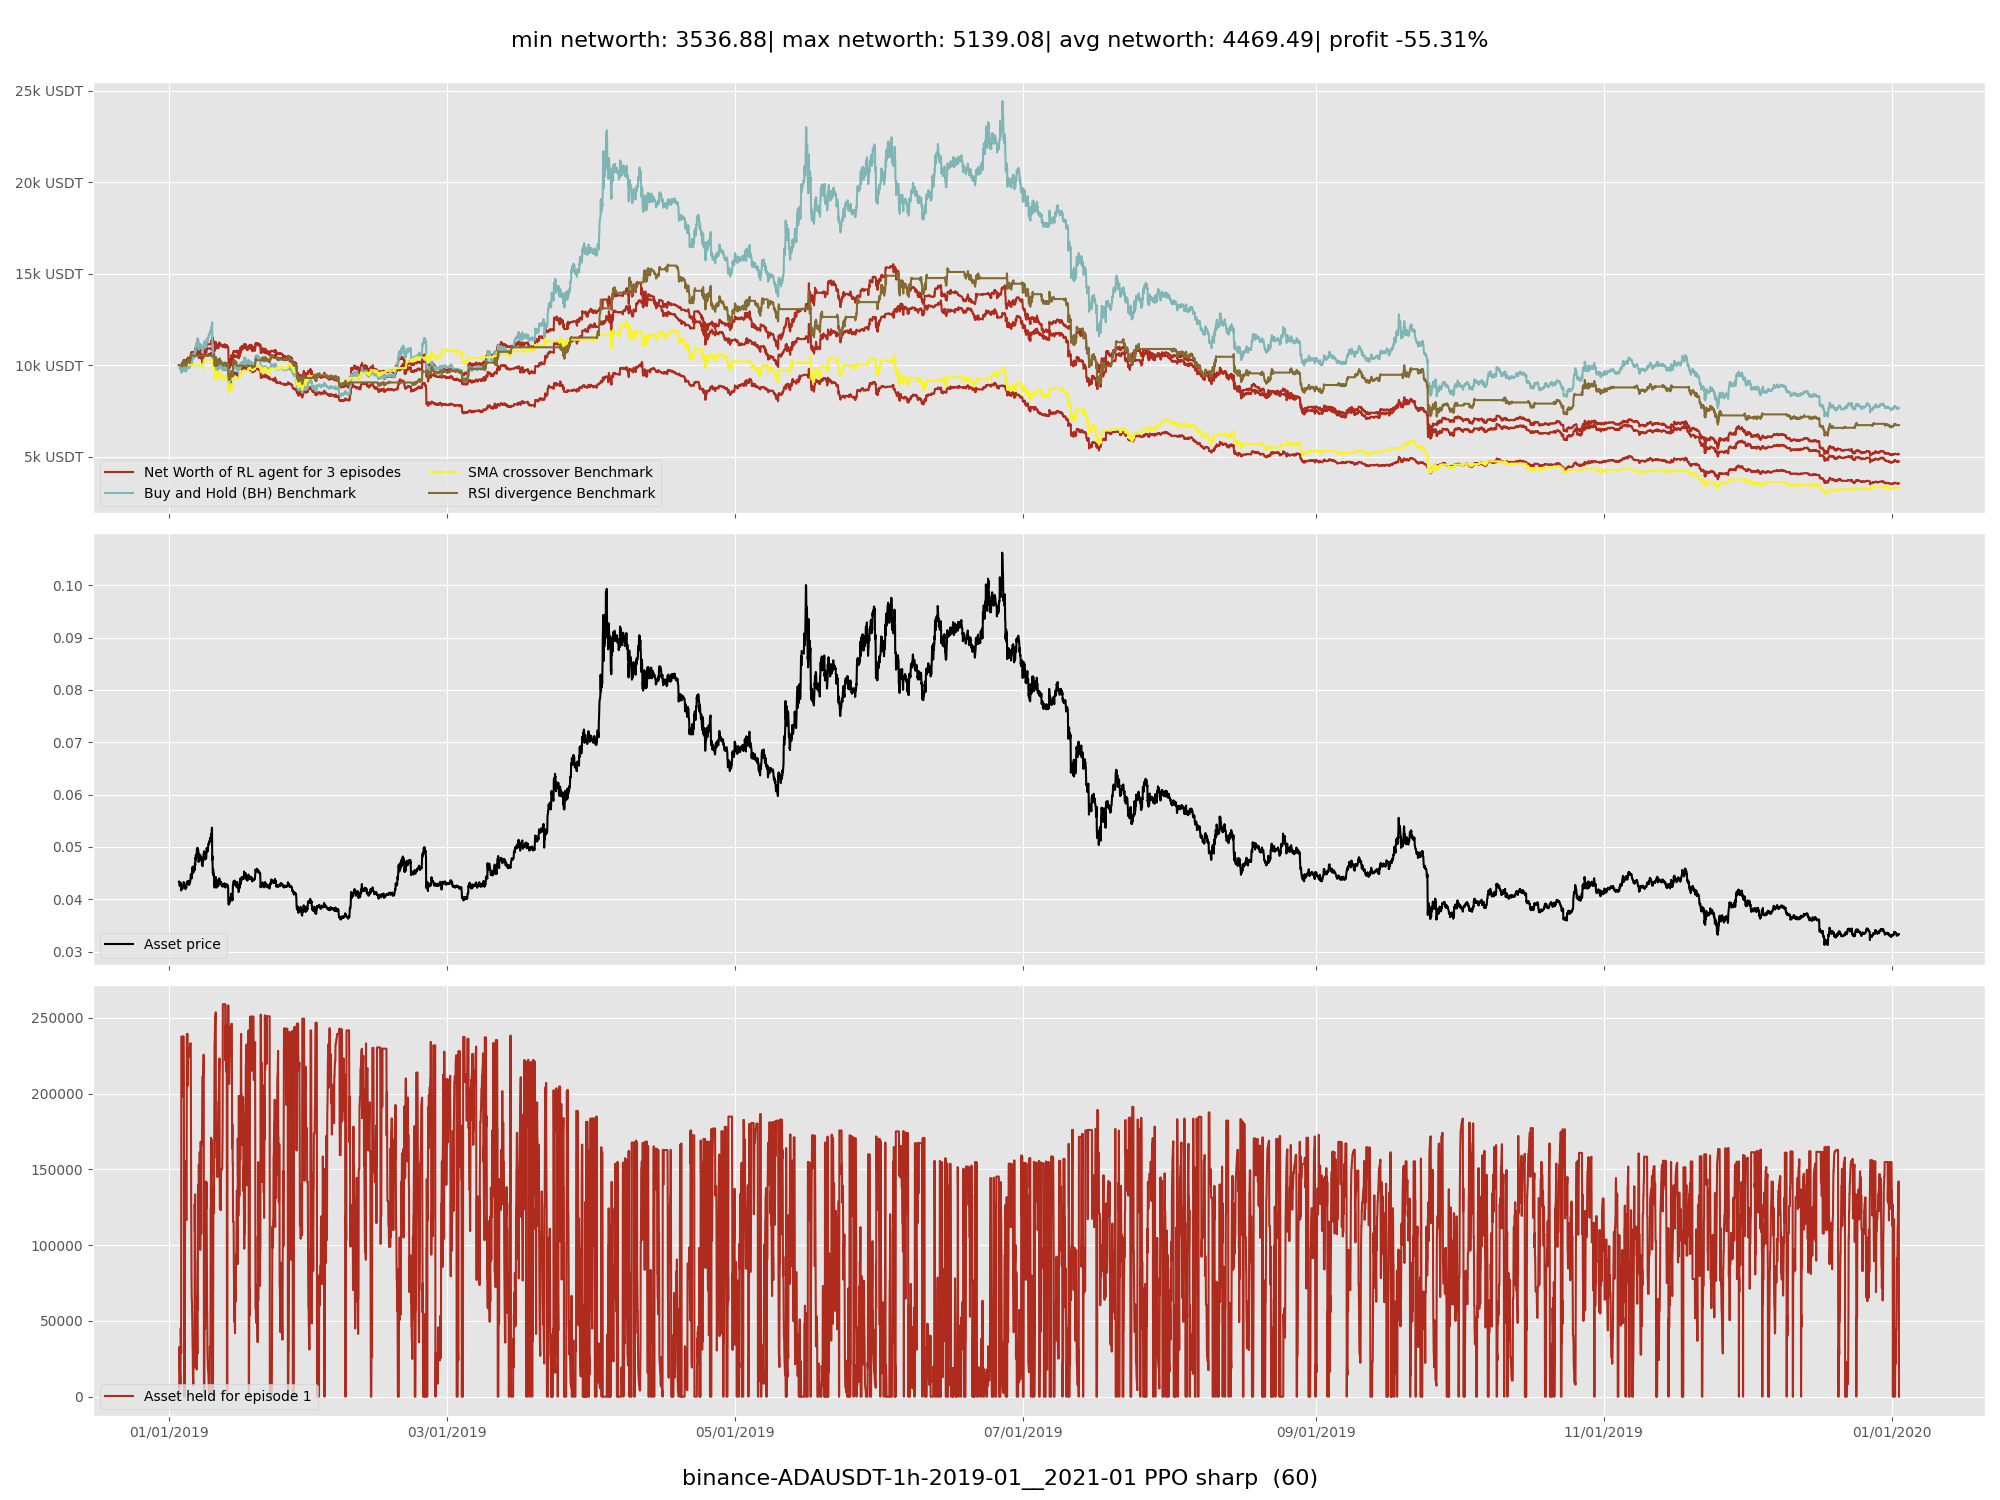 min networth: 3536.88| max networth: 5139.08| avg networth: 4469.49| profit -55.31%
25k USDT
20k USDT
15k USDT
10k USDT
5k USDT
Net Worth of RL agent for 3 episodes
Buy and Hold (BH) Benchmark
SMA crossover Benchmark
RSI divergence Benchmark
0.10
0.09
0.08
0.07
0.06
0.05
0.04
0.03
Asset price
250000
200000
150000
100000
50000
0
Asset held for episode 1
01/01/2019
03/01/2019
05/01/2019
07/01/2019
09/01/2019
11/01/2019
01/01/2020
binance-ADAUSDT-1h-2019-01__2021-01 PPO sharp  (60)